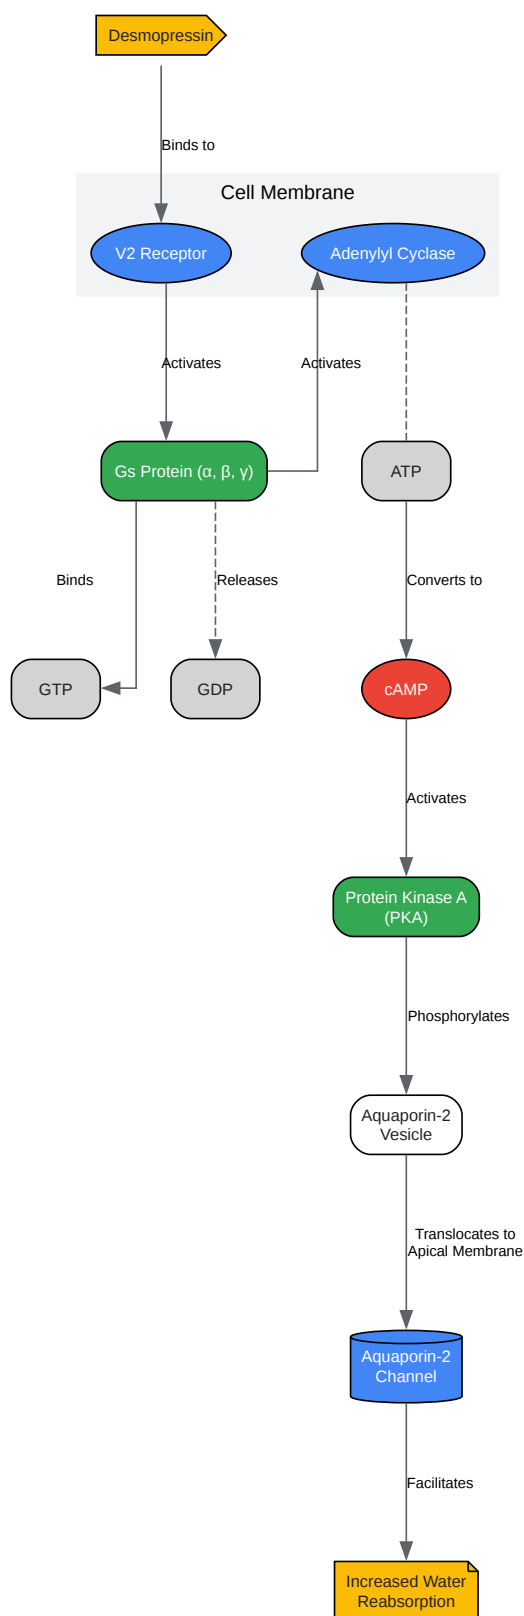 Desmopressin
Binds to
Cell Membrane
V2 Receptor
Adenylyl Cyclase
Activates
Activates
Gs Protein (α, β, γ)
ATP
Binds
Releases
Converts to
GTP
GDP
cAMP
Activates
Protein Kinase A
(PKA)
Phosphorylates
Aquaporin-2
Vesicle
Translocates to
Apical Membrane
Aquaporin-2
Channel
Facilitates
Increased Water
Reabsorption